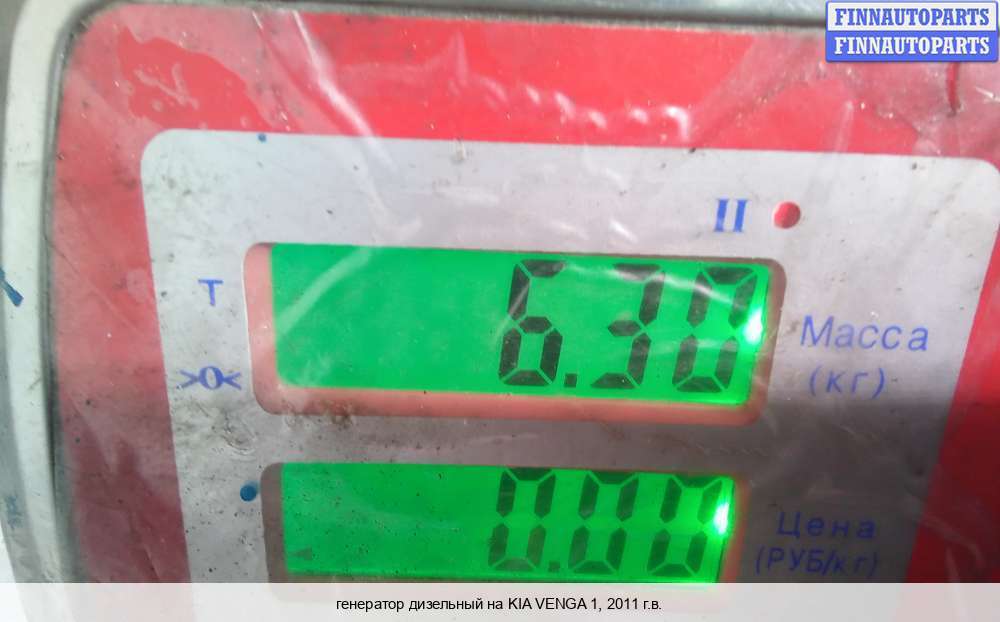 FINNAUTOPARTS
FINNAUTOPARTS
II
T
>0<
6.30
Масса
(кг)
0.00
Цена
(РУБ/кг)
генератор дизельный на KIA VENGA 1, 2011 г.в.